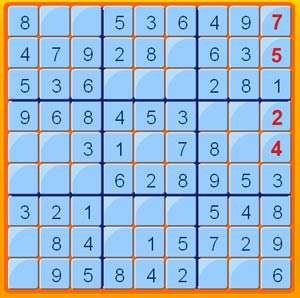 8 5 3 6 4 9 7
4 7 9 2 8 6 3 5
5 3 6 2 8 1
9 6 8 4 5 3 2
3 1 7 8 4
6 2 8 9 5 3
3 2 1 5 4 8
8 4 1 5 7 2 9
9 5 8 4 2 6